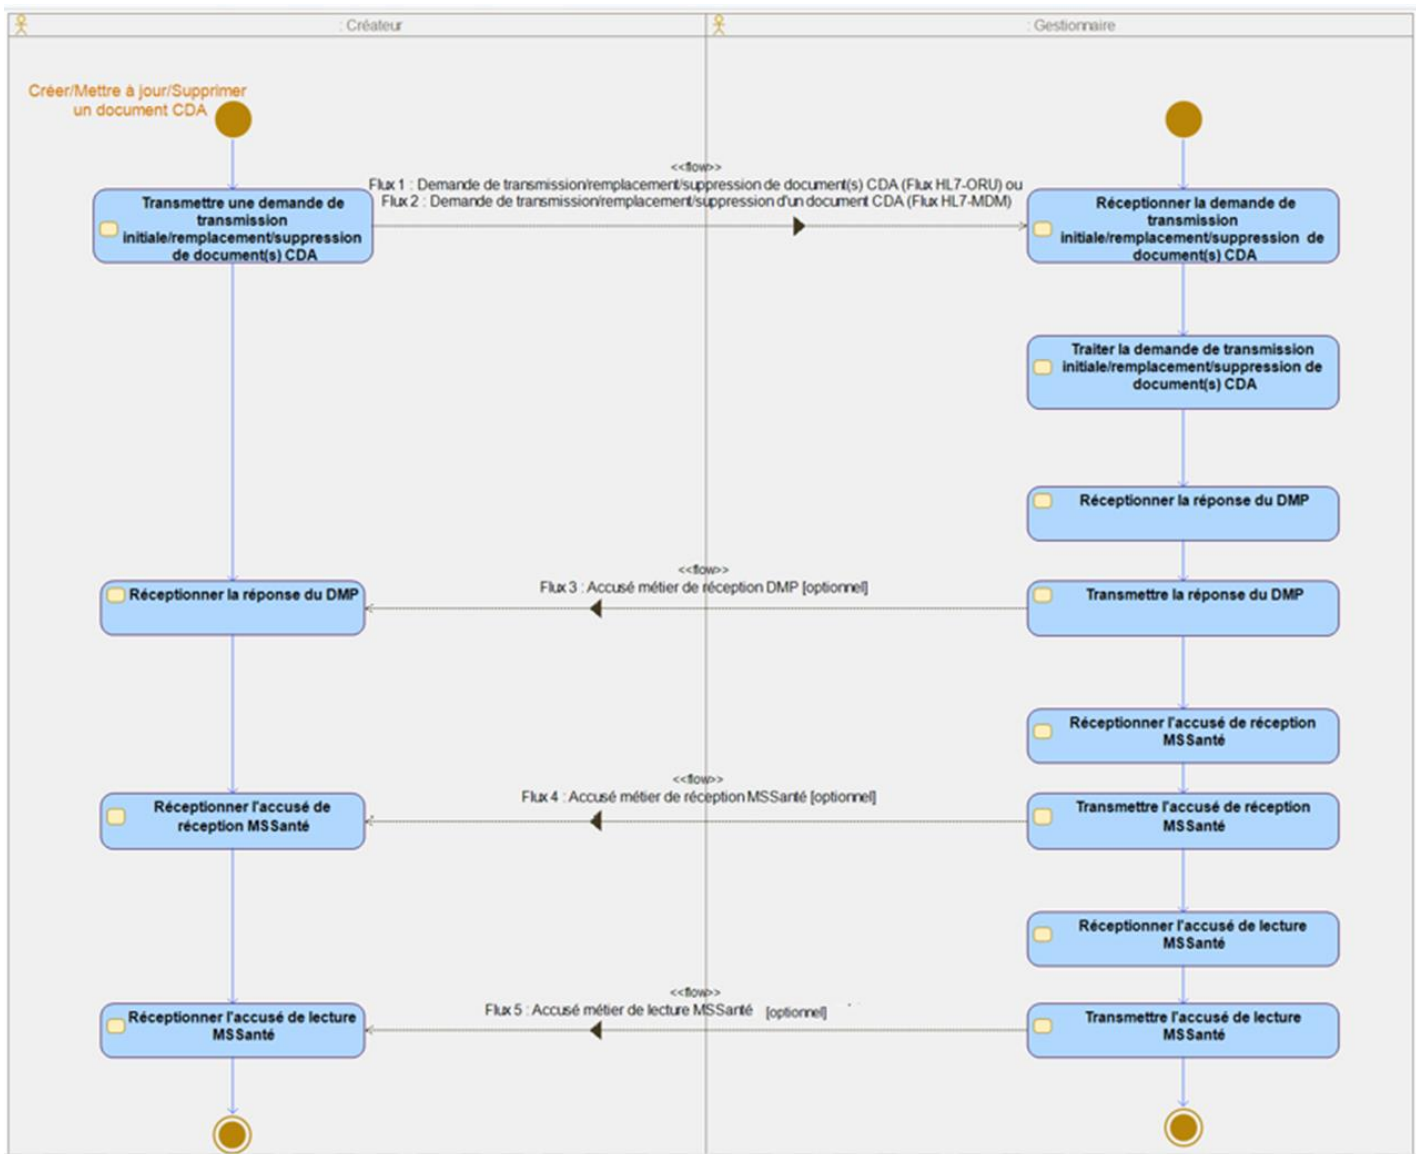 : Créateur
: Gestionnaire
Créer/Mettre à jour/Supprimer
un document CDA
<<flow>>
Flux 1 : Demande de transmission/remplacement/suppression de document(s) CDA (Flux HL7-ORU) ou
Flux 2 : Demande de transmission/remplacement/suppression d'un document CDA (Flux HL7-MDM)
Transmettre une demande de
transmission
initiale/remplacement/suppression
de document(s) CDA
Réceptionner la demande de
transmission
initiale/remplacement/suppression de
document(s) CDA
Traiter la demande de transmission
initiale/remplacement/suppression de
document(s) CDA
Réceptionner la réponse du DMP
<<flow>>
Flux 3 : Accusé métier de réception DMP [optionnel]
Réceptionner la réponse du DMP
Transmettre la réponse du DMP
Réceptionner l'accusé de réception
MSSanté
<<flow>>
Flux 4 : Accusé métier de réception MSSanté [optionnel]
Réceptionner l'accusé de
réception MSSanté
Transmettre l'accusé de réception
MSSanté
Réceptionner l'accusé de lecture
MSSanté
<<flow>>
Flux 5 : Accusé métier de lecture MSSanté [optionnel]
Réceptionner l'accusé de lecture
MSSanté
Transmettre l'accusé de lecture
MSSanté